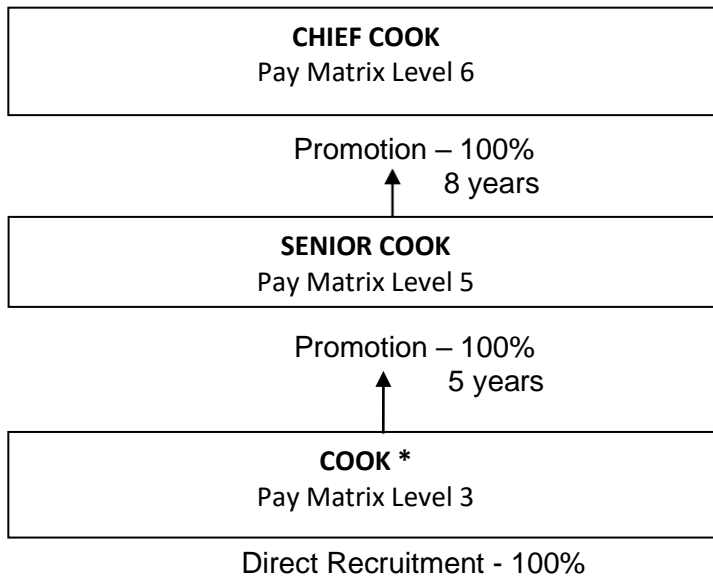 CHIEF COOK
Pay Matrix Level 6
Promotion – 100%
8 years
SENIOR COOK
Pay Matrix Level 5
Promotion – 100%
5 years
COOK *
Pay Matrix Level 3
Direct Recruitment - 100%